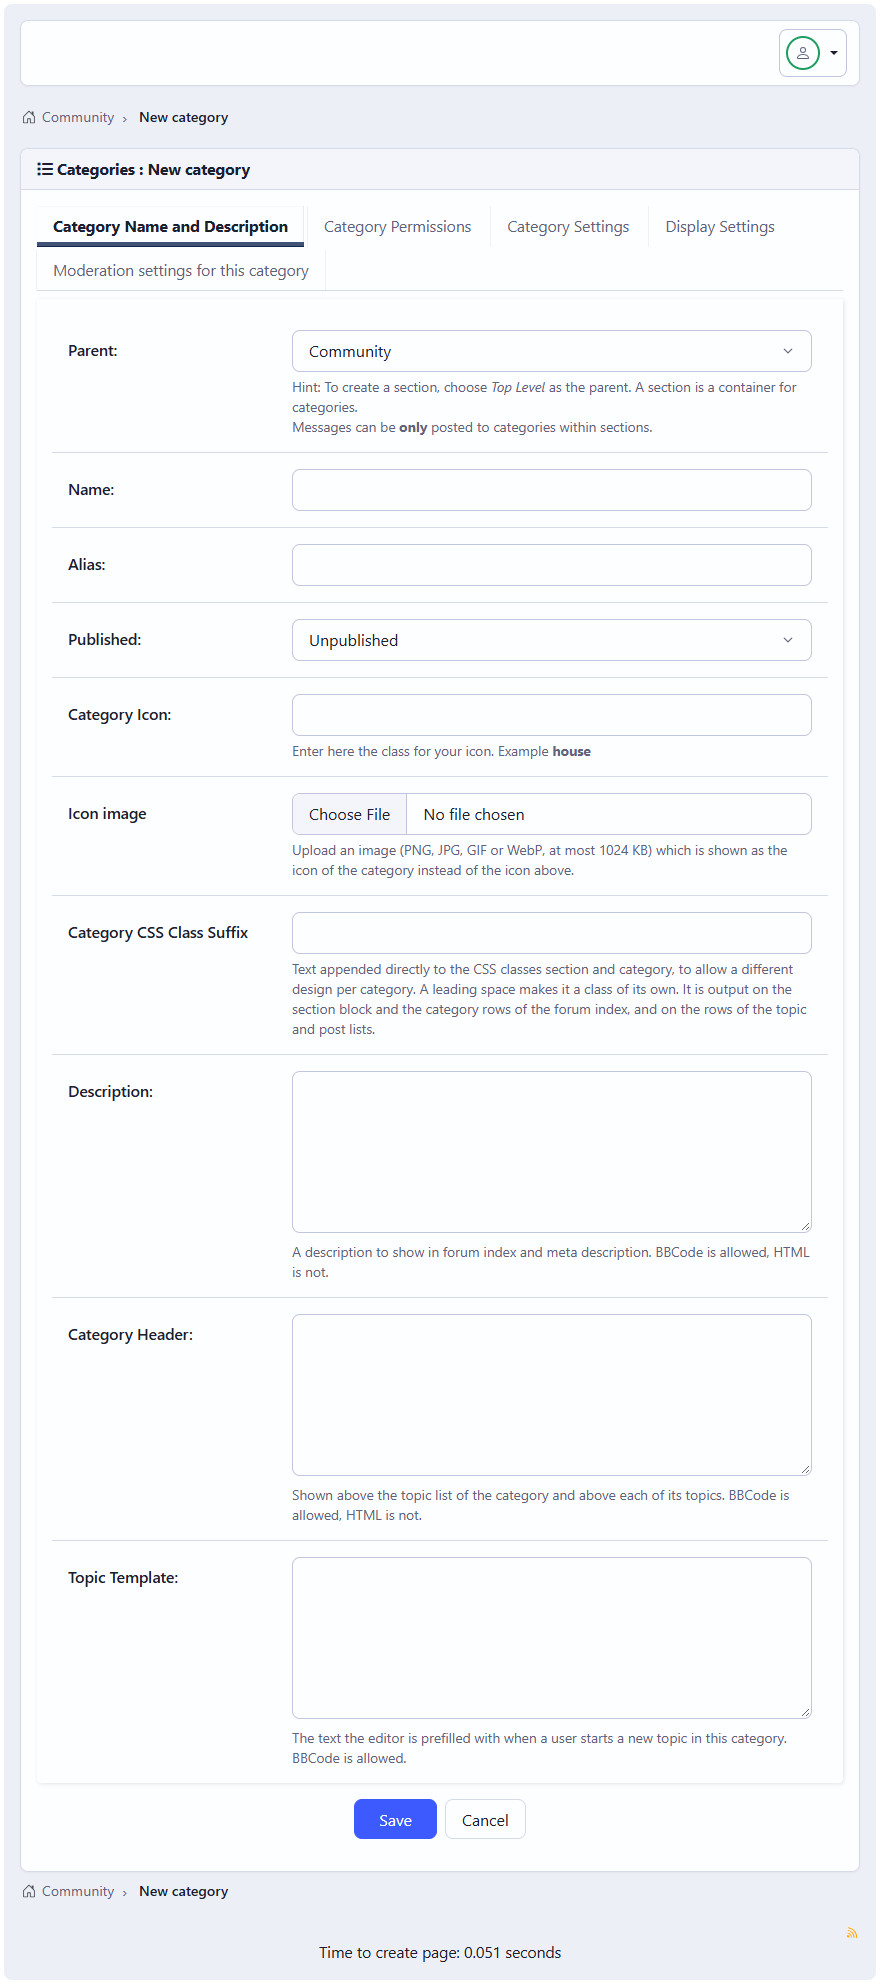 Community › New category
Categories : New category
Category Name and Description
Category Permissions
Category Settings
Display Settings
Moderation settings for this category
Parent:
Community
Hint: To create a section, choose Top Level as the parent. A section is a container for
categories.
Messages can be only posted to categories within sections.
Name:
Alias:
Published:
Unpublished
Category Icon:
Enter here the class for your icon. Example house
Icon image
Choose File
No file chosen
Upload an image (PNG, JPG, GIF or WebP, at most 1024 KB) which is shown as the
icon of the category instead of the icon above.
Category CSS Class Suffix
Text appended directly to the CSS classes section and category, to allow a different
design per category. A leading space makes it a class of its own. It is output on the
section block and the category rows of the forum index, and on the rows of the topic
and post lists.
Description:
A description to show in forum index and meta description. BBCode is allowed, HTML
is not.
Category Header:
Shown above the topic list of the category and above each of its topics. BBCode is
allowed, HTML is not.
Topic Template:
The text the editor is prefilled with when a user starts a new topic in this category.
BBCode is allowed.
Save
Cancel
Community › New category
Time to create page: 0.051 seconds